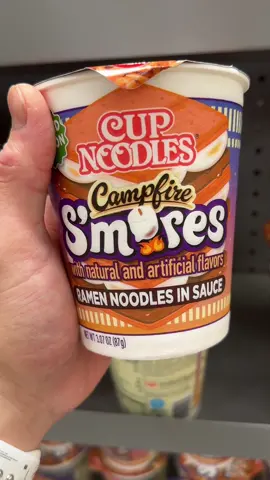 CUP
NOODLES
Campfire
S'mores
with natural and artificial flavors
RAMEN NOODLES IN SAUCE
NET WT 3.07 OZ (87g)